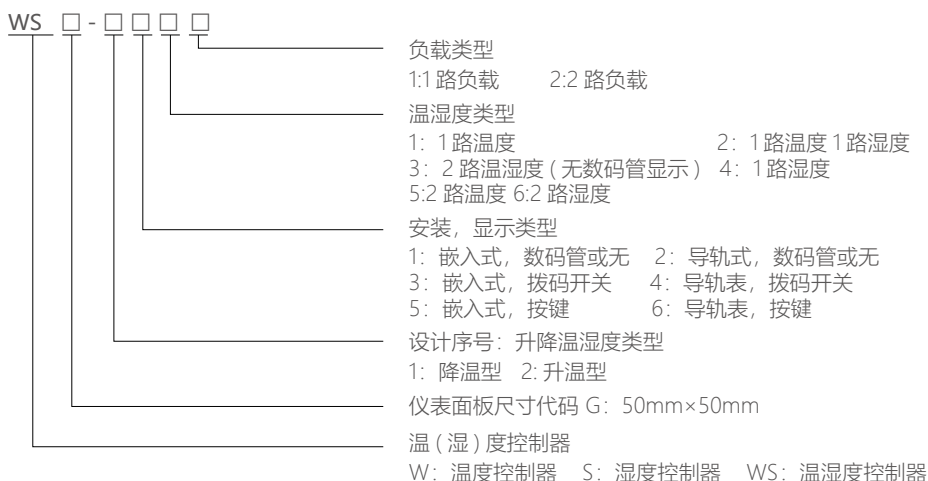 WS □ - □ □ □ □
负载类型
1:1 路负载 2:2 路负载
温湿度类型
1：1路温度 2：1路温度1路湿度
3：2 路温湿度 ( 无数码管显示 ) 4：1路湿度
5:2 路温度 6:2 路湿度
安装，显示类型
1：嵌入式，数码管或无 2：导轨式，数码管或无
3：嵌入式，拨码开关 4：导轨表，拨码开关
5：嵌入式，按键 6：导轨表，按键
设计序号：升降温湿度类型
1：降温型 2: 升温型
仪表面板尺寸代码 G：50mm×50mm
温 ( 湿 ) 度控制器
W：温度控制器 S：湿度控制器 WS：温湿度控制器